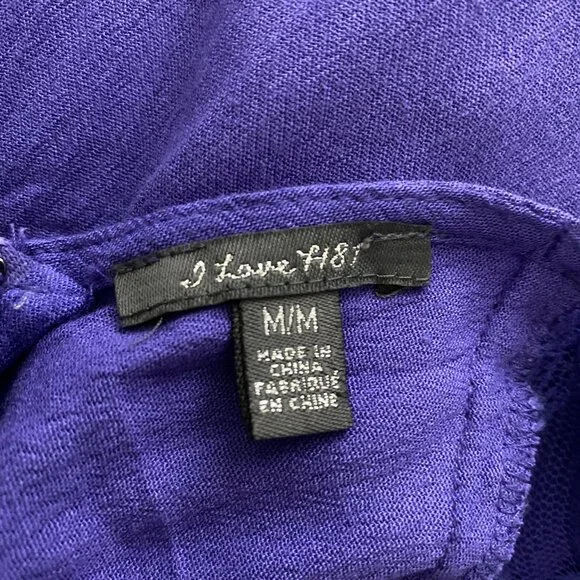 I Love H81
M/M
MADE IN
CHINA
FABRIQUÉ
EN CHINE